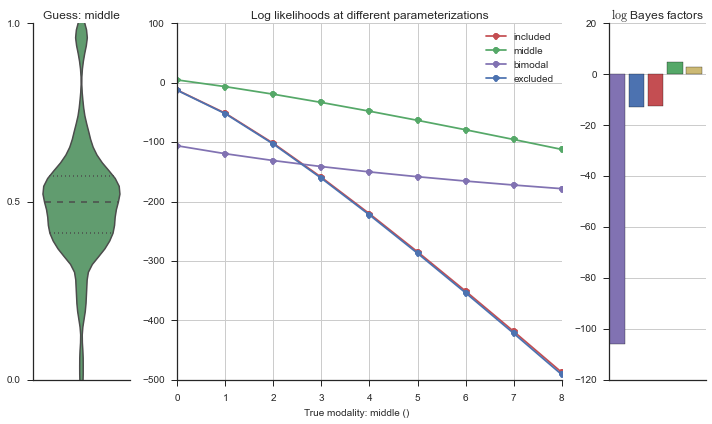 Guess: middle
1.0
0.5
0.0
Log likelihoods at different parameterizations
100
0
−100
−200
−300
−400
−500
0 1 2 3 4 5 6 7 8
True modality: middle ()
included
middle
bimodal
excluded
log Bayes factors
20
0
−20
−40
−60
−80
−100
−120